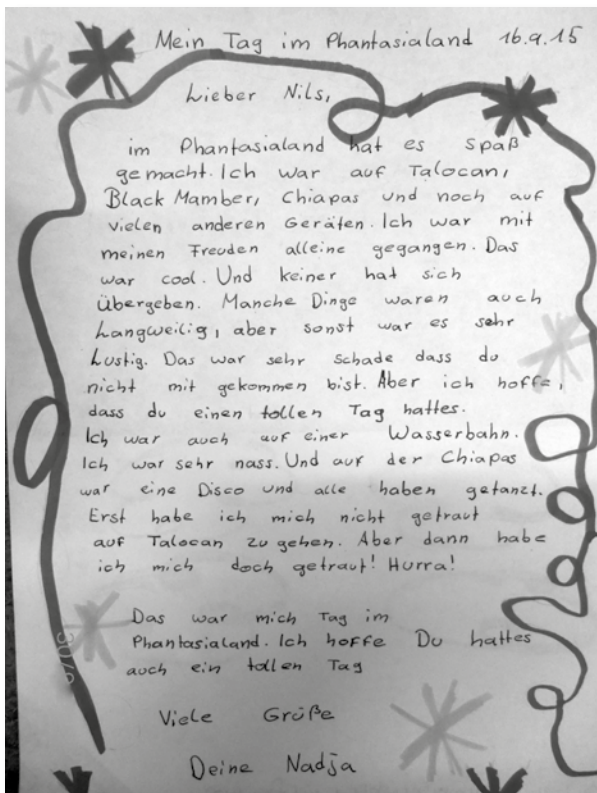 Mein Tag im Phantasialand 16.9.15
Lieber Nils,
im Phantasialand hat es Spaß
gemacht. Ich war auf Talocan,
Black Mamber, Chiapas und noch auf
vielen anderen Geräten. Ich war mit
meinen Freuden alleine gegangen. Das
war cool. Und keiner hat sich
übergeben. Manche Dinge waren auch
Langweilig, aber sonst war es sehr
Lustig. Das war sehr schade dass du
nicht mit gekommen bist. Aber ich hoffe,
dass du einen tollen Tag hattes.
Ich war auch auf einer Wasserbahn.
Ich war sehr nass. Und auf der Chiapas
war eine Disco und alle haben getanzt.
Erst habe ich mich nicht getraut
auf Talocan zu gehen. Aber dann habe
ich mich doch getraut! Hurra!
Das war mich Tag im
Phantasialand. Ich hoffe Du hattes
auch ein tollen Tag
Viele Grüße
Deine Nadja